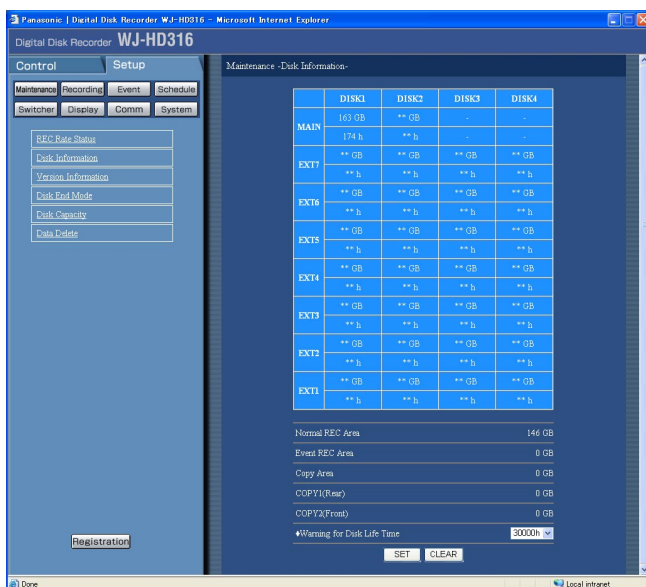 Panasonic | Digital Disk Recorder WJ-HD316 - Microsoft Internet Explorer
Digital Disk Recorder WJ-HD316
Control Setup
Maintenance Recording Event Schedule
Switcher Display Comm System
REC Rate Status
Disk Information
Version Information
Disk End Mode
Disk Capacity
Data Delete
Registration
Maintenance -Disk Information-
DISK1 DISK2 DISK3 DISK4
MAIN 163 GB ** GB - -
174 h ** h - -
EXT7 ** GB ** GB ** GB ** GB
** h ** h ** h ** h
EXT6 ** GB ** GB ** GB ** GB
** h ** h ** h ** h
EXT5 ** GB ** GB ** GB ** GB
** h ** h ** h ** h
EXT4 ** GB ** GB ** GB ** GB
** h ** h ** h ** h
EXT3 ** GB ** GB ** GB ** GB
** h ** h ** h ** h
EXT2 ** GB ** GB ** GB ** GB
** h ** h ** h ** h
EXT1 ** GB ** GB ** GB ** GB
** h ** h ** h ** h
Normal REC Area 146 GB
Event REC Area 0 GB
Copy Area 0 GB
COPY1(Rear) 0 GB
COPY2(Front) 0 GB
♦Warning for Disk Life Time 30000h
SET CLEAR
Done Local intranet